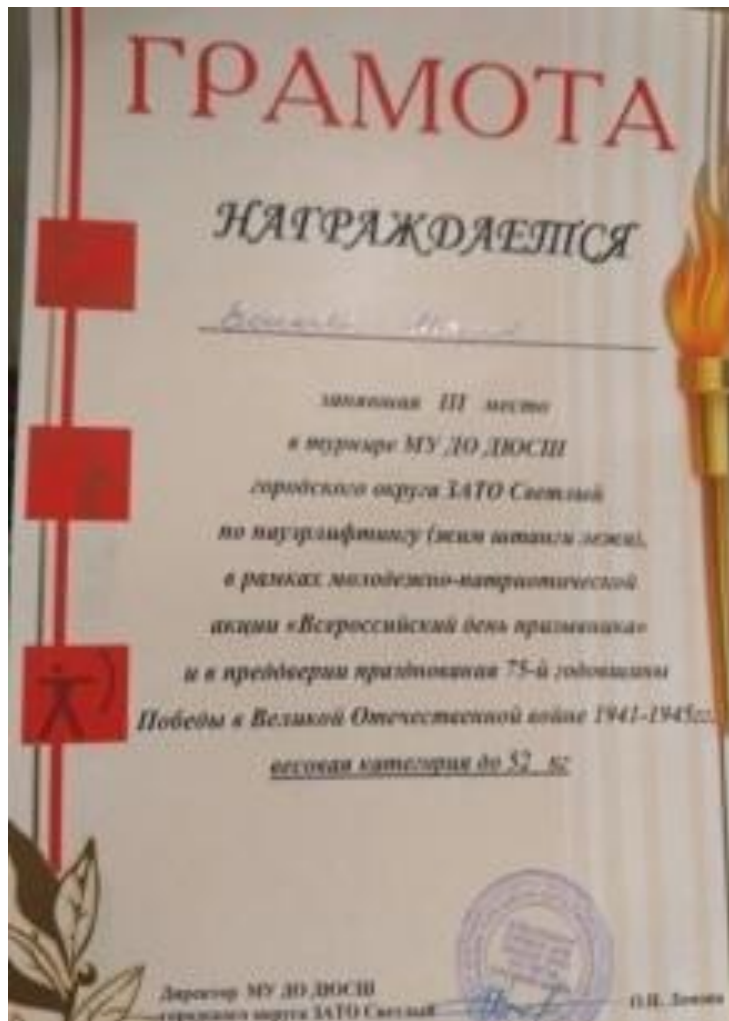 ГРАМОТА
НАГРАЖДАЕТСЯ
занявшая III место
в турнире МУ ДО ДЮСШ
городского округа ЗАТО Светлый
по пауэрлифтингу (жим штанги лежа),
в рамках молодежно-патриотической
акции «Всероссийский день призывника»
и в преддверии празднования 75-й годовщины
Победы в Великой Отечественной войне 1941-1945гг.
весовая категория до 52 кг
Директор МУ ДО ДЮСШ
городского округа ЗАТО Светлый
О.Н.